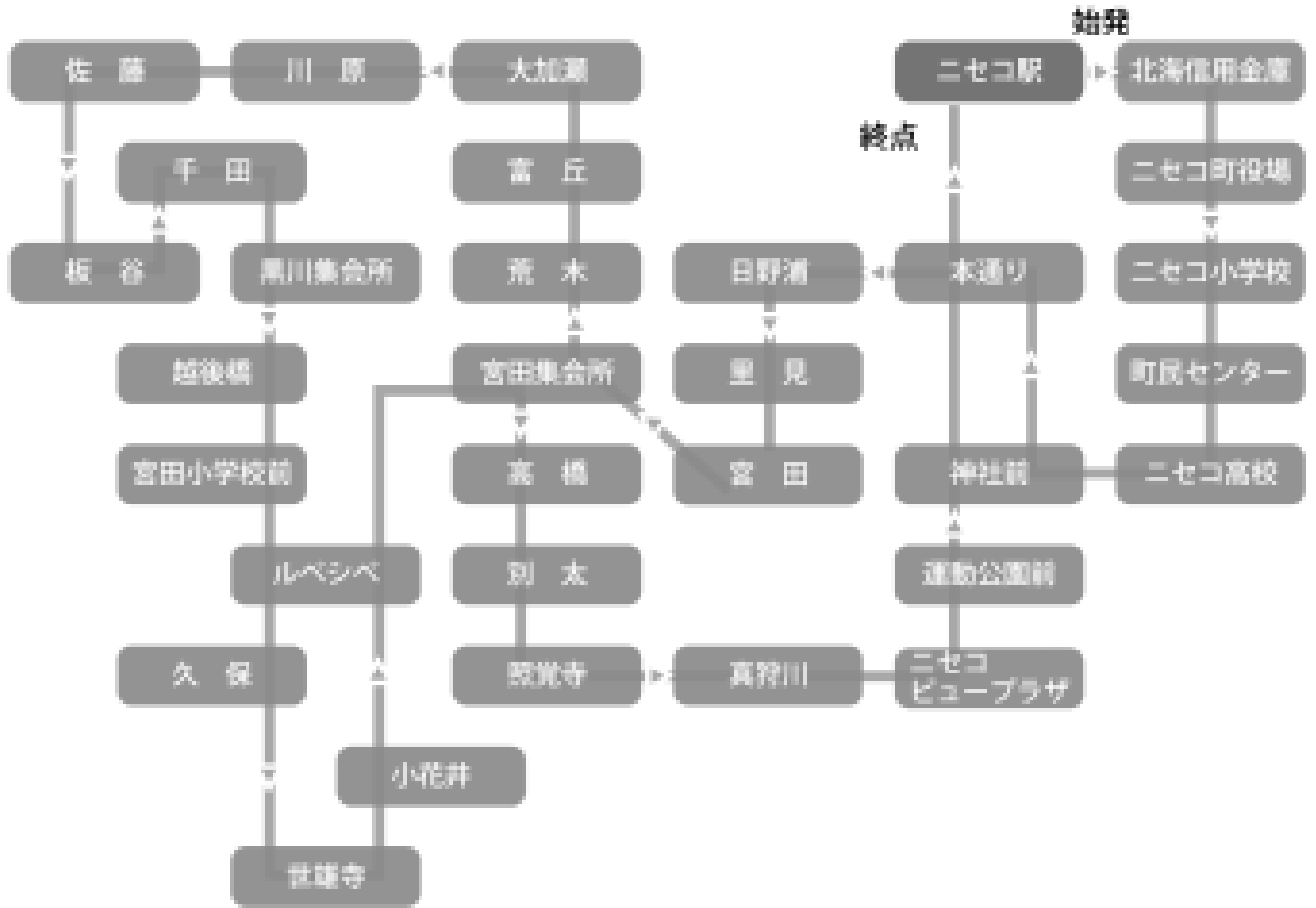 始発
佐藤
川原
大加瀬
ニセコ駅
北海信用金庫
終点
千田
富丘
ニセコ町役場
板谷
黒川集会所
荒木
日野浦
本通り
ニセコ小学校
越後橋
宮田集会所
里見
町民センター
宮田小学校前
高橋
宮田
神社前
ニセコ高校
ルベシベ
別太
運動公園前
久保
照覚寺
真狩川
ニセコ
ビュープラザ
小花井
世雄寺